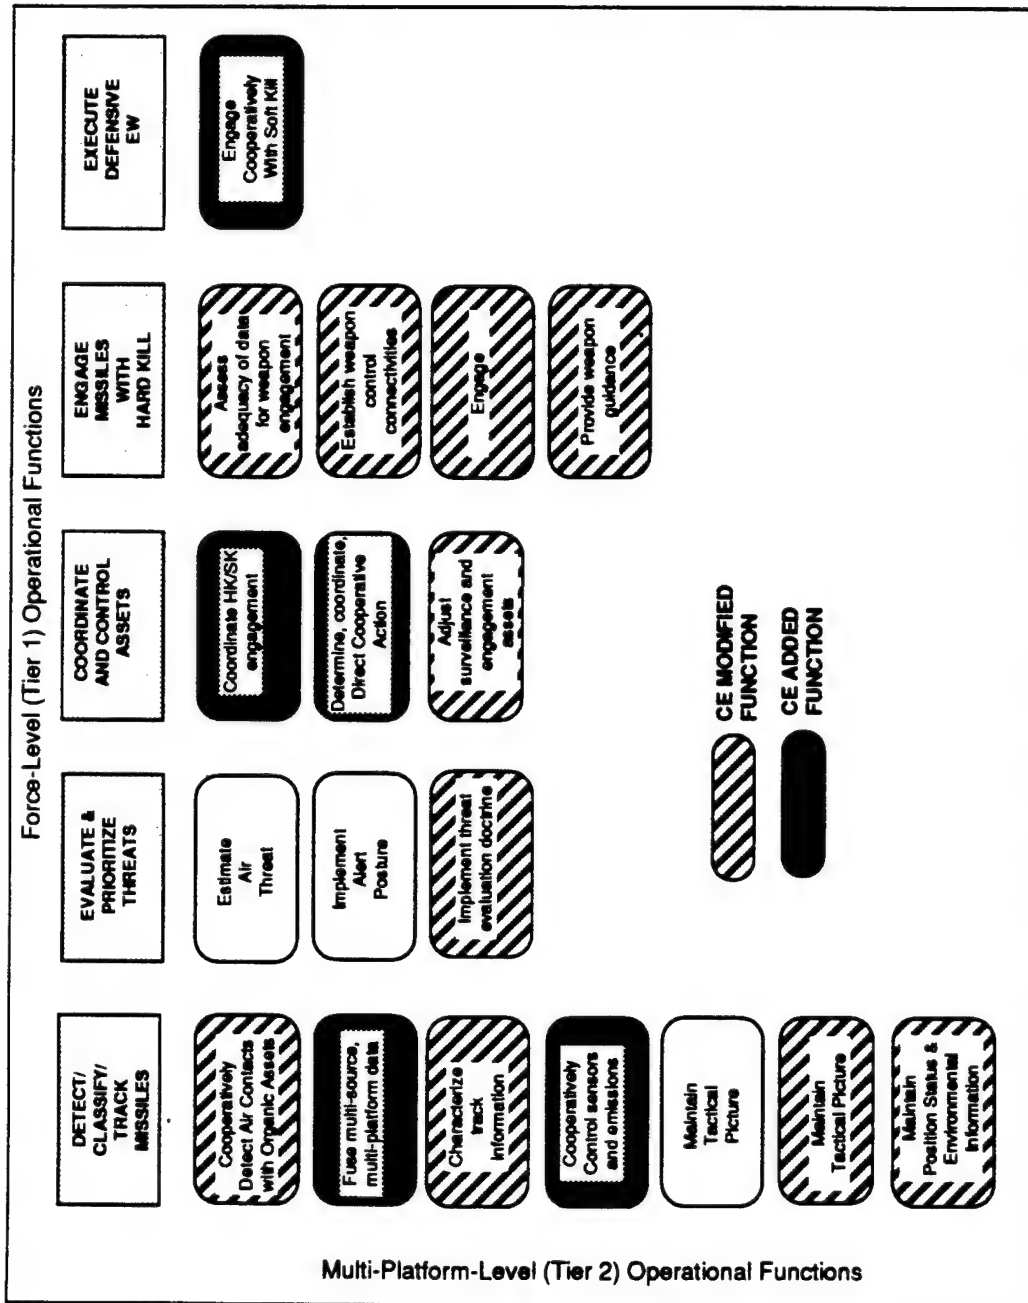 Force-Level (Tier 1) Operational Functions
DETECT/
CLASSIFY/
TRACK
MISSILES
Cooperatively
Detect Air Contacts
with Organic Assets
Fuse multi-source,
multi-platform data
Characterize
track
information
Cooperatively
Control sensors
and emissions
Maintain
Tactical
Picture
Maintain
Tactical Picture
Maintain
Position Status &
Environmental
Information
EVALUATE &
PRIORITIZE
THREATS
Estimate
Air
Threat
Implement
Alert
Posture
Implement threat
evaluation doctrine
COORDINATE
AND CONTROL
ASSETS
Coordinate HK/SK
engagement
Determine, coordinate,
Direct Cooperative
Action
Adjust
surveillance and
engagement
assets
ENGAGE
MISSILES
WITH
HARD KILL
Assess
adequacy of data
for weapon
engagement
Establish weapon
control
connectivities
Engage
Provide weapon
guidance
EXECUTE
DEFENSIVE
EW
Engage
Cooperatively
With Soft Kill
CE MODIFIED
FUNCTION
CE ADDED
FUNCTION
Multi-Platform-Level (Tier 2) Operational Functions